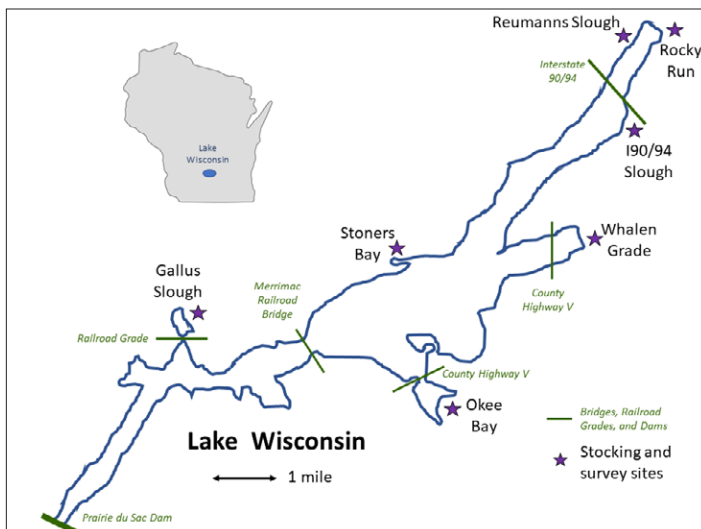 Reumanns Slough
Rocky
Run
Interstate
90/94
I90/94
Slough
Lake
Wisconsin
Stoners
Bay
Whalen
Grade
Gallus
Slough
Merrimac
Railroad
Bridge
County
Highway V
Railroad Grade
County Highway V
Okee
Bay
Bridges, Railroad
Grades, and Dams
Lake Wisconsin
1 mile
Stocking and
survey sites
Prairie du Sac Dam